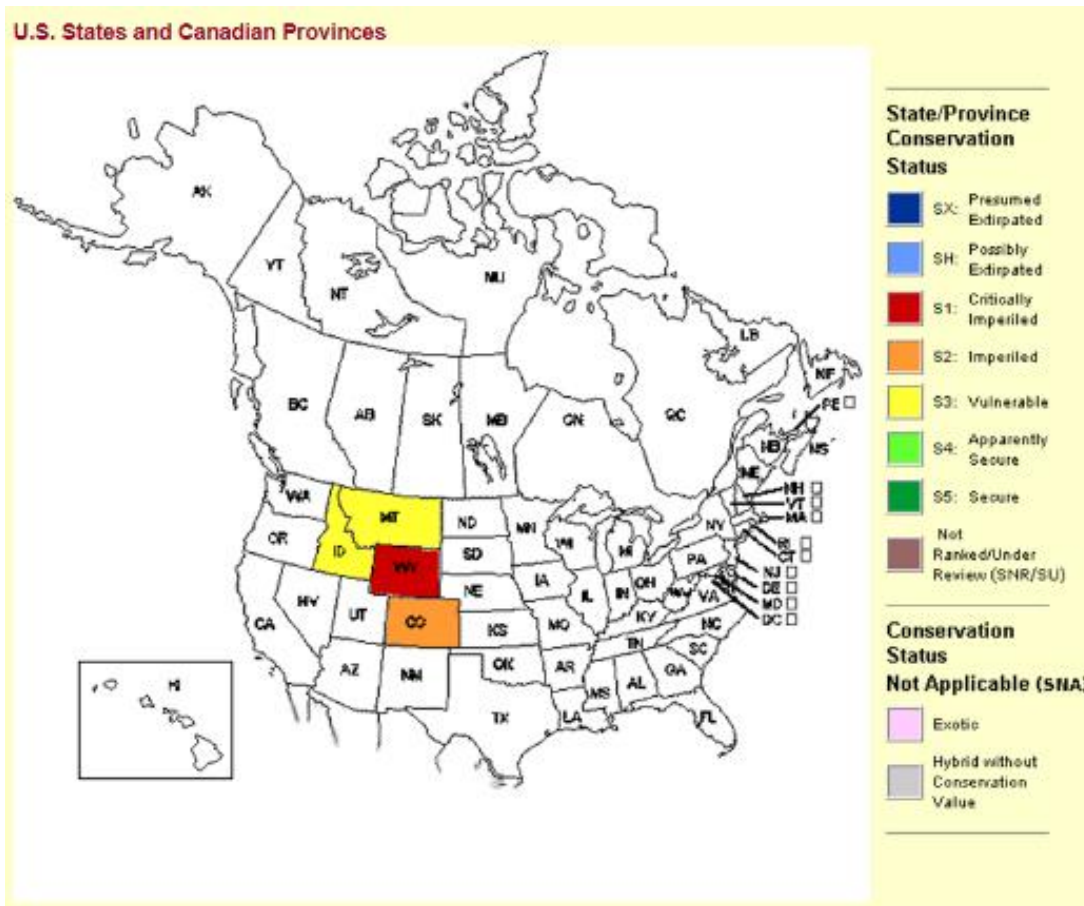 U.S. States and Canadian Provinces
AK
YT
NT
NU
BC
AB
SK
MB
ON
QC
LB
NF
PE
NB
NS
ME
NH
VT
MA
RI
CT
NJ
DE
MD
DC
WA
MT
ND
MN
OR
ID
WY
SD
WI
MI
NY
PA
NV
UT
CO
NE
IA
IL
IN
OH
WV
VA
CA
KS
MO
KY
NC
TN
SC
AZ
NM
OK
AR
MS
AL
GA
TX
LA
FL
HI
State/Province
Conservation
Status
SX: Presumed
Extirpated
SH: Possibly
Extirpated
S1: Critically
Imperiled
S2: Imperiled
S3: Vulnerable
S4: Apparently
Secure
S5: Secure
Not
Ranked/Under
Review (SNR/SU)
Conservation
Status
Not Applicable (SNA)
Exotic
Hybrid without
Conservation
Value